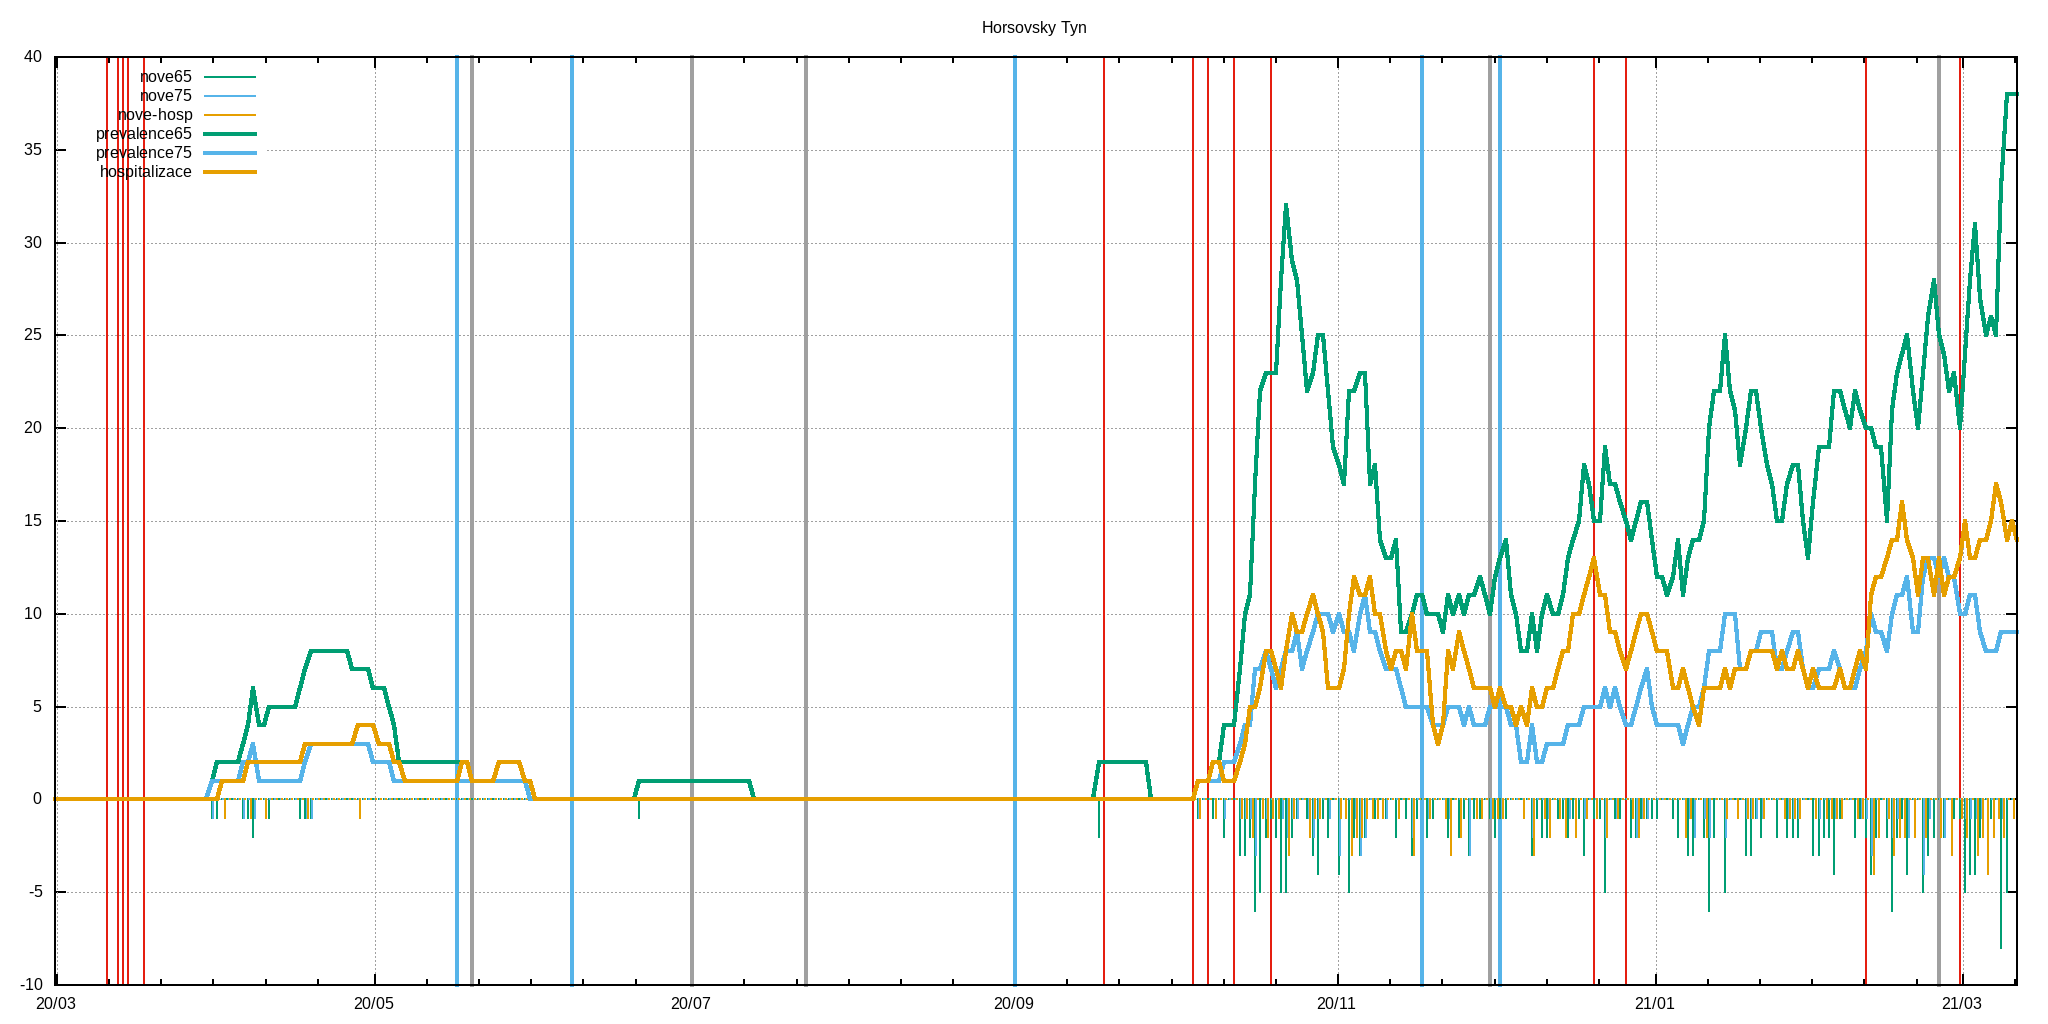 Horsovsky Tyn
40
35
30
25
20
15
10
5
0
-5
-10
nove65
nove75
nove-hosp
prevalence65
prevalence75
hospitalizace
20/03 20/05 20/07 20/09 20/11 21/01 21/03